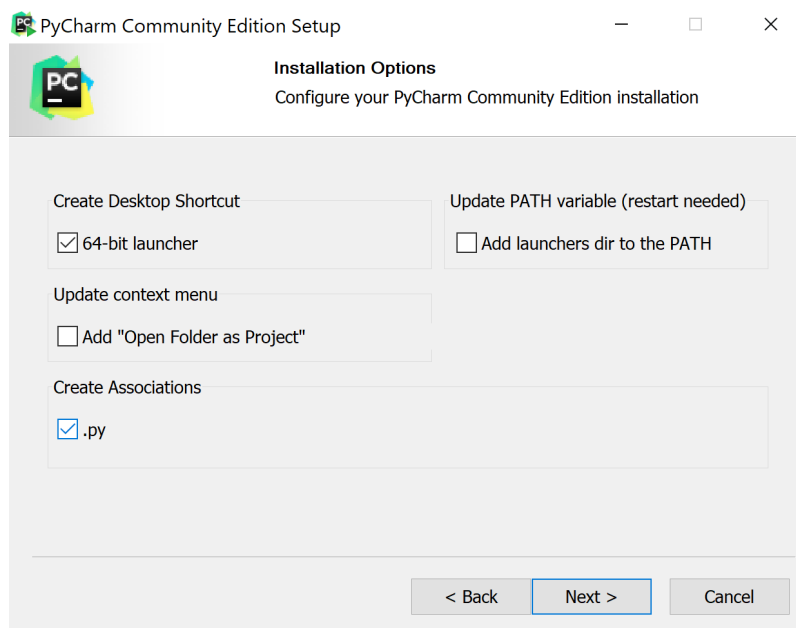 PyCharm Community Edition Setup
PC
Installation Options
Configure your PyCharm Community Edition installation
Create Desktop Shortcut
64-bit launcher
Update PATH variable (restart needed)
Add launchers dir to the PATH
Update context menu
Add "Open Folder as Project"
Create Associations
.py
< Back
Next >
Cancel